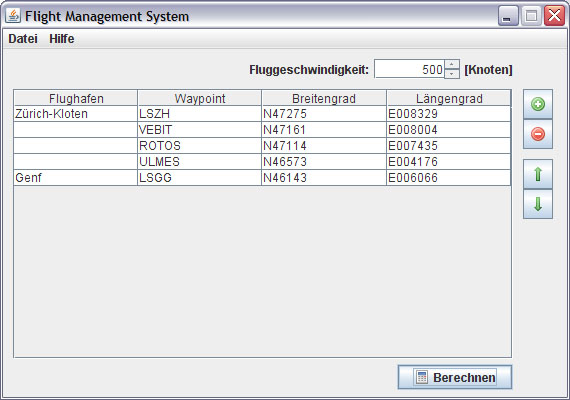 Flight Management System
Datei Hilfe
Fluggeschwindigkeit: 500 [Knoten]
Flughafen Waypoint Breitengrad Längengrad
Zürich-Kloten LSZH N47275 E008329
VEBIT N47161 E008004
ROTOS N47114 E007435
ULMES N46573 E004176
Genf LSGG N46143 E006066
Berechnen